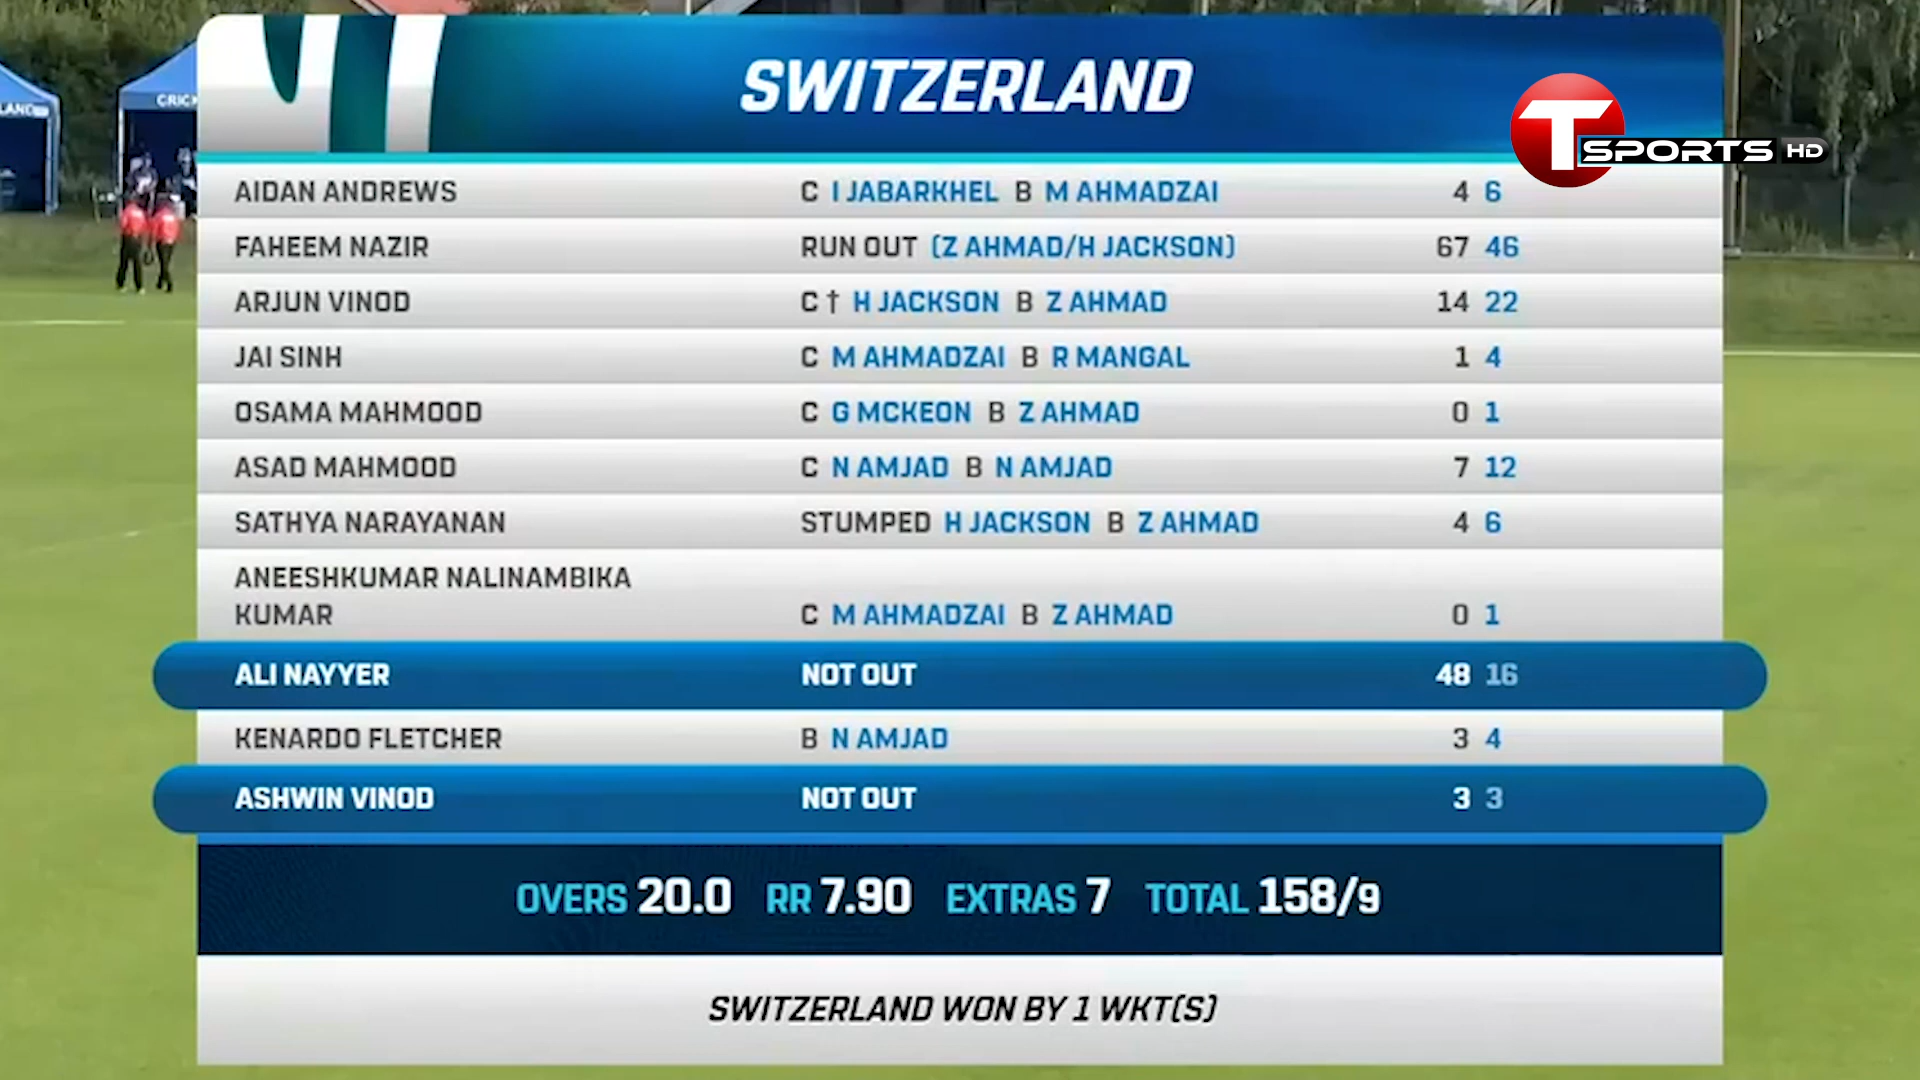 SWITZERLAND
T SPORTS HD
LAND
CRIC
AIDAN ANDREWS C I JABARKHEL B M AHMADZAI 4 6
FAHEEM NAZIR RUN OUT (Z AHMAD/H JACKSON) 67 46
ARJUN VINOD C † H JACKSON B Z AHMAD 14 22
JAI SINH C M AHMADZAI B R MANGAL 1 4
OSAMA MAHMOOD C G MCKEON B Z AHMAD 0 1
ASAD MAHMOOD C N AMJAD B N AMJAD 7 12
SATHYA NARAYANAN STUMPED H JACKSON B Z AHMAD 4 6
ANEESHKUMAR NALINAMBIKA
KUMAR C M AHMADZAI B Z AHMAD 0 1
ALI NAYYER NOT OUT 48 16
KENARDO FLETCHER B N AMJAD 3 4
ASHWIN VINOD NOT OUT 3 3
OVERS 20.0 RR 7.90 EXTRAS 7 TOTAL 158/9
SWITZERLAND WON BY 1 WKT(S)